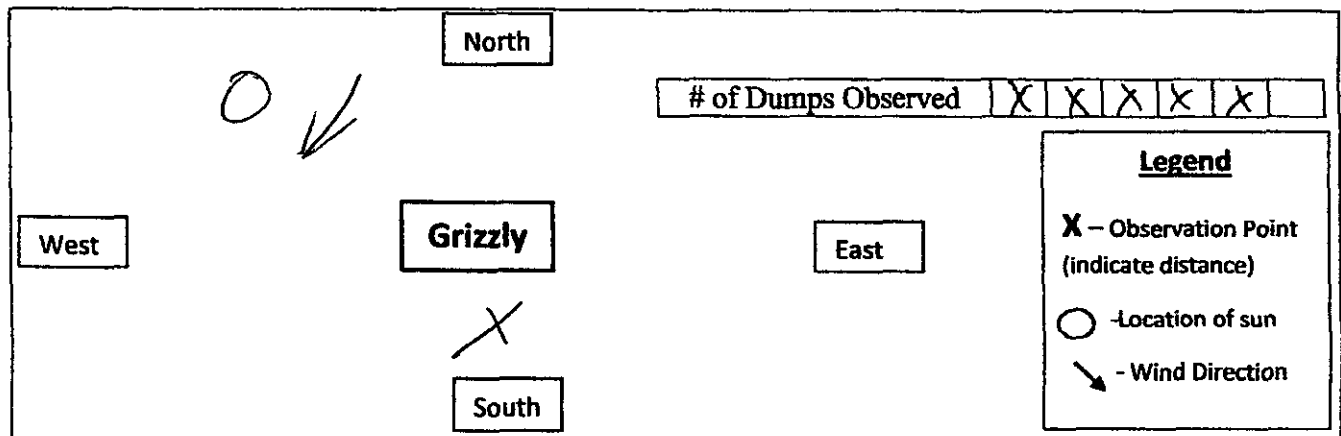 North
# of Dumps Observed X X X X X
Legend
West
Grizzly
East
X – Observation Point
(indicate distance)
X
-Location of sun
- Wind Direction
South